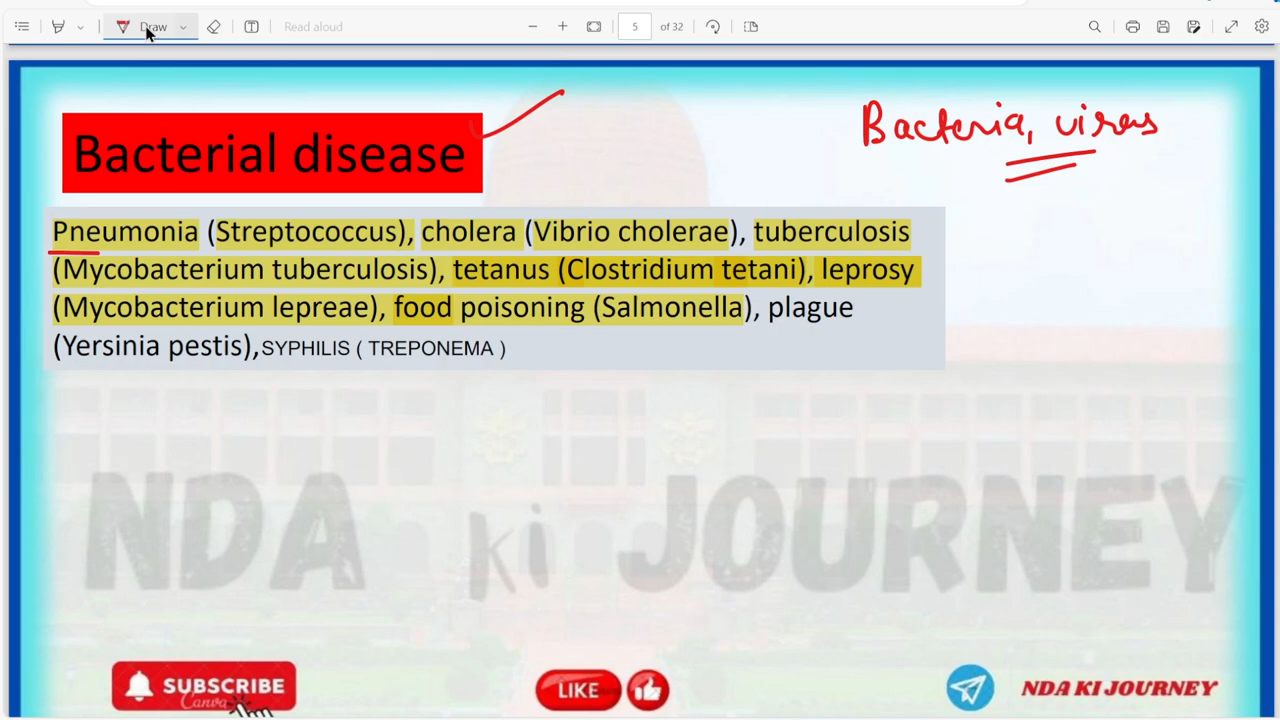 Draw
Read aloud
5
of 32
Bacterial disease
Bacteria, virus
Pneumonia (Streptococcus), cholera (Vibrio cholerae), tuberculosis
(Mycobacterium tuberculosis), tetanus (Clostridium tetani), leprosy
(Mycobacterium lepreae), food poisoning (Salmonella), plague
(Yersinia pestis),SYPHILIS ( TREPONEMA )
NDA ki JOURNEY
SUBSCRIBE
Canva
LIKE
NDA KI JOURNEY